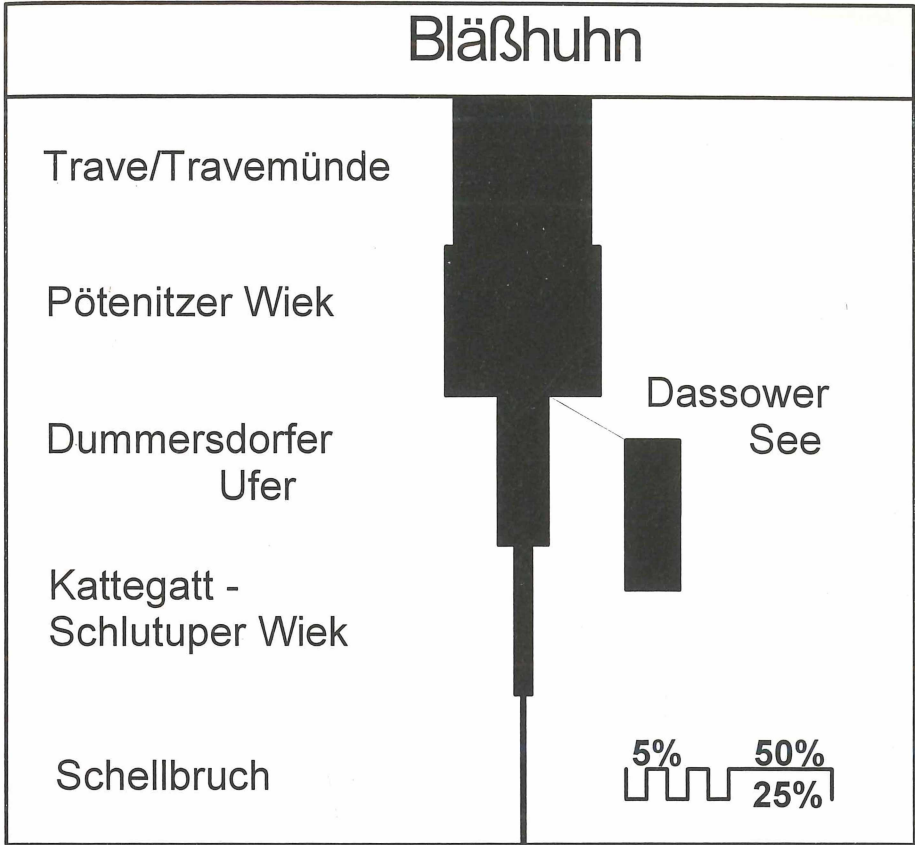 Bläßhuhn
Trave/Travemünde
Pötenitzer Wiek
Dassower
See
Dummersdorfer
Ufer
Kattegatt -
Schlutuper Wiek
Schellbruch
5% 50%
25%